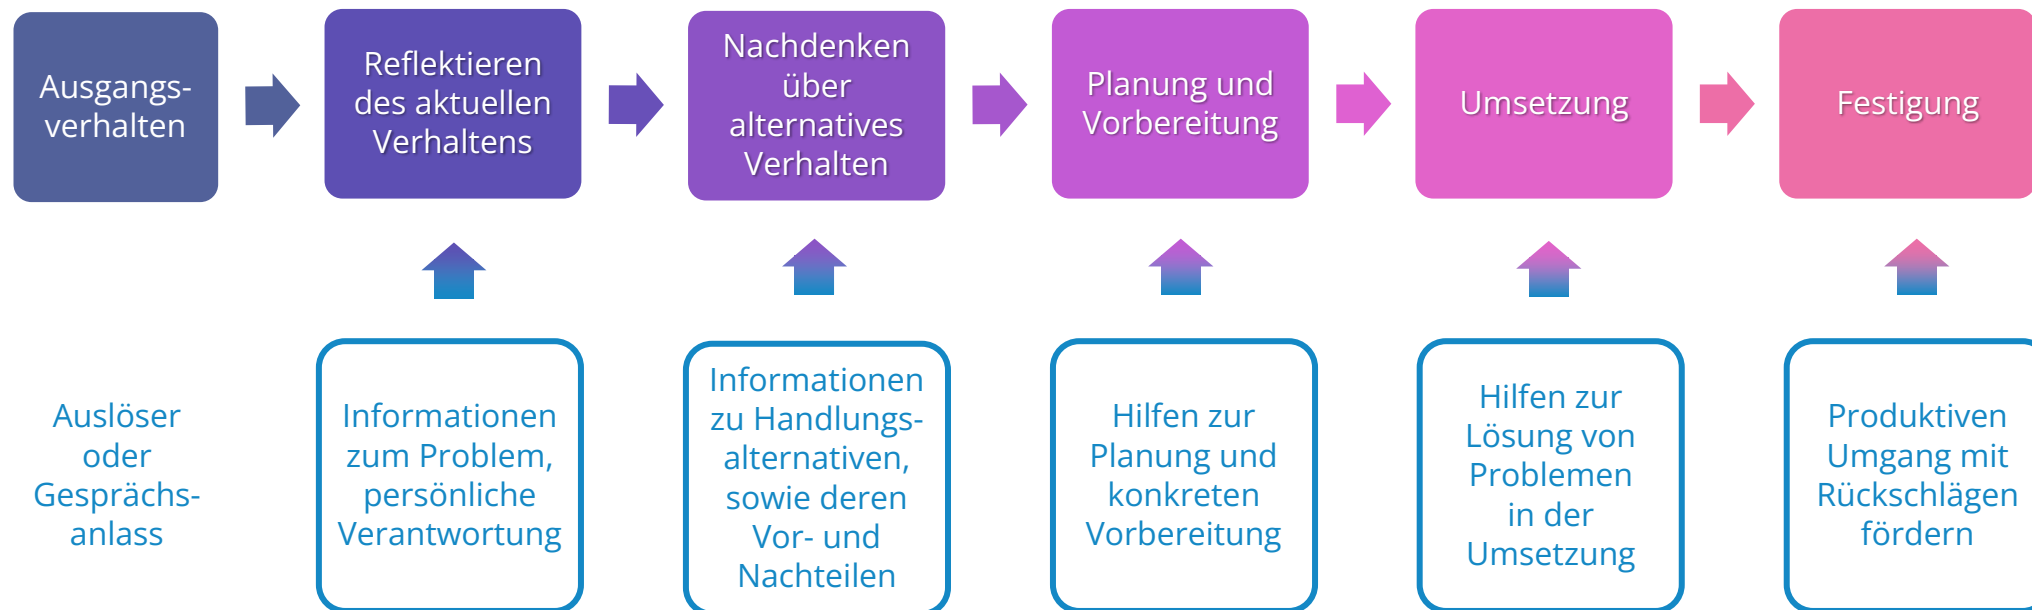 Ausgangs-
verhalten
Reflektieren
des aktuellen
Verhaltens
Nachdenken
über
alternatives
Verhalten
Planung und
Vorbereitung
Umsetzung
Festigung
Auslöser
oder
Gesprächs-
anlass
Informationen
zum Problem,
persönliche
Verantwortung
Informationen
zu Handlungs-
alternativen,
sowie deren
Vor- und
Nachteilen
Hilfen zur
Planung und
konkreten
Vorbereitung
Hilfen zur
Lösung von
Problemen
in der
Umsetzung
Produktiven
Umgang mit
Rückschlägen
fördern